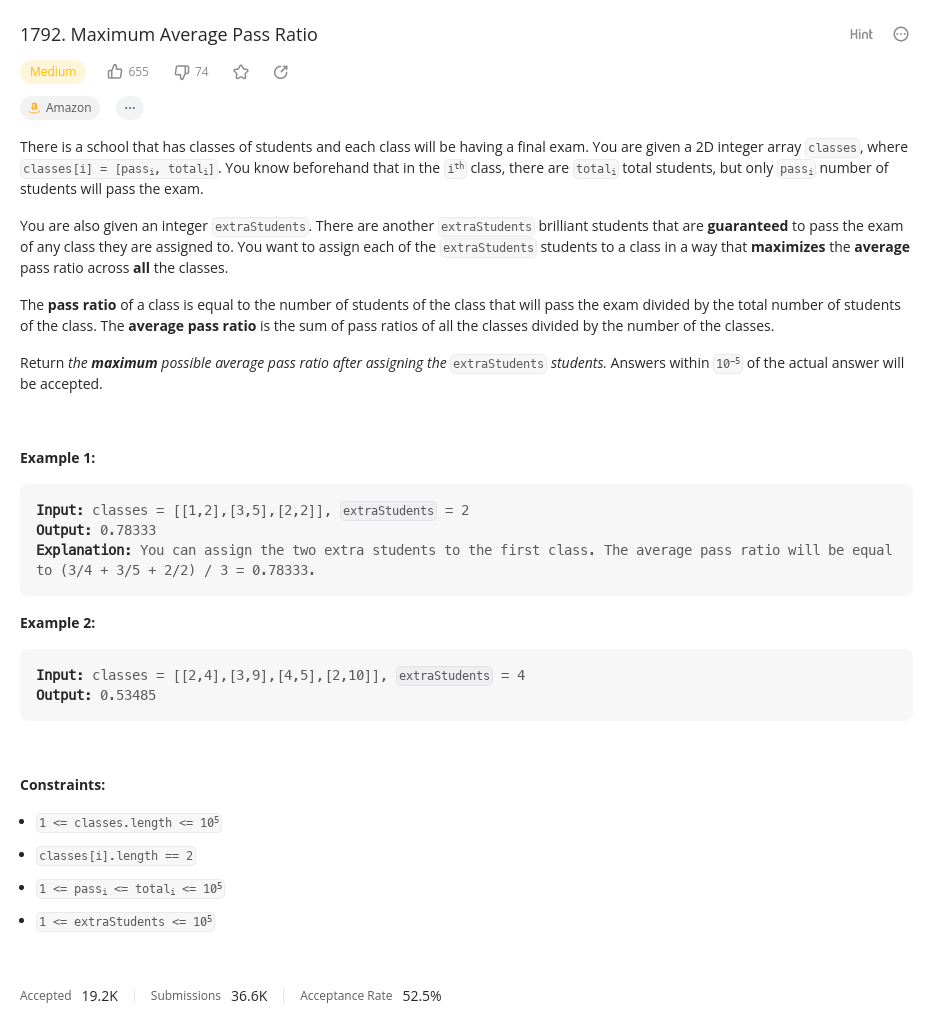 1792. Maximum Average Pass Ratio
Hint
Medium 655 74
a Amazon ...
There is a school that has classes of students and each class will be having a final exam. You are given a 2D integer array classes, where
classes[i] = [passᵢ, totalᵢ]. You know beforehand that in the iᵗʰ class, there are totalᵢ total students, but only passᵢ number of
students will pass the exam.
You are also given an integer extraStudents. There are another extraStudents brilliant students that are guaranteed to pass the exam
of any class they are assigned to. You want to assign each of the extraStudents students to a class in a way that maximizes the average
pass ratio across all the classes.
The pass ratio of a class is equal to the number of students of the class that will pass the exam divided by the total number of students
of the class. The average pass ratio is the sum of pass ratios of all the classes divided by the number of the classes.
Return the maximum possible average pass ratio after assigning the extraStudents students. Answers within 10⁻⁵ of the actual answer will
be accepted.
Example 1:
Input: classes = [[1,2],[3,5],[2,2]], extraStudents = 2
Output: 0.78333
Explanation: You can assign the two extra students to the first class. The average pass ratio will be equal
to (3/4 + 3/5 + 2/2) / 3 = 0.78333.
Example 2:
Input: classes = [[2,4],[3,9],[4,5],[2,10]], extraStudents = 4
Output: 0.53485
Constraints:
• 1 <= classes.length <= 10⁵
• classes[i].length == 2
• 1 <= passᵢ <= totalᵢ <= 10⁵
• 1 <= extraStudents <= 10⁵
Accepted 19.2K Submissions 36.6K Acceptance Rate 52.5%